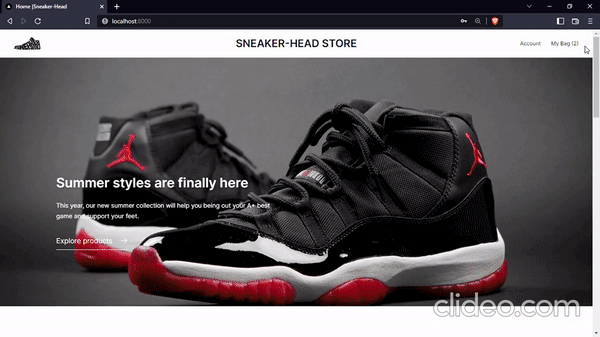 Home |Sneaker-Head
localhost:8000
SNEAKER-HEAD STORE
Account
My Bag (2)
Summer styles are finally here
This year, our new summer collection will help you being out your A+ best
game and support your feet.
Explore products
clideo.com